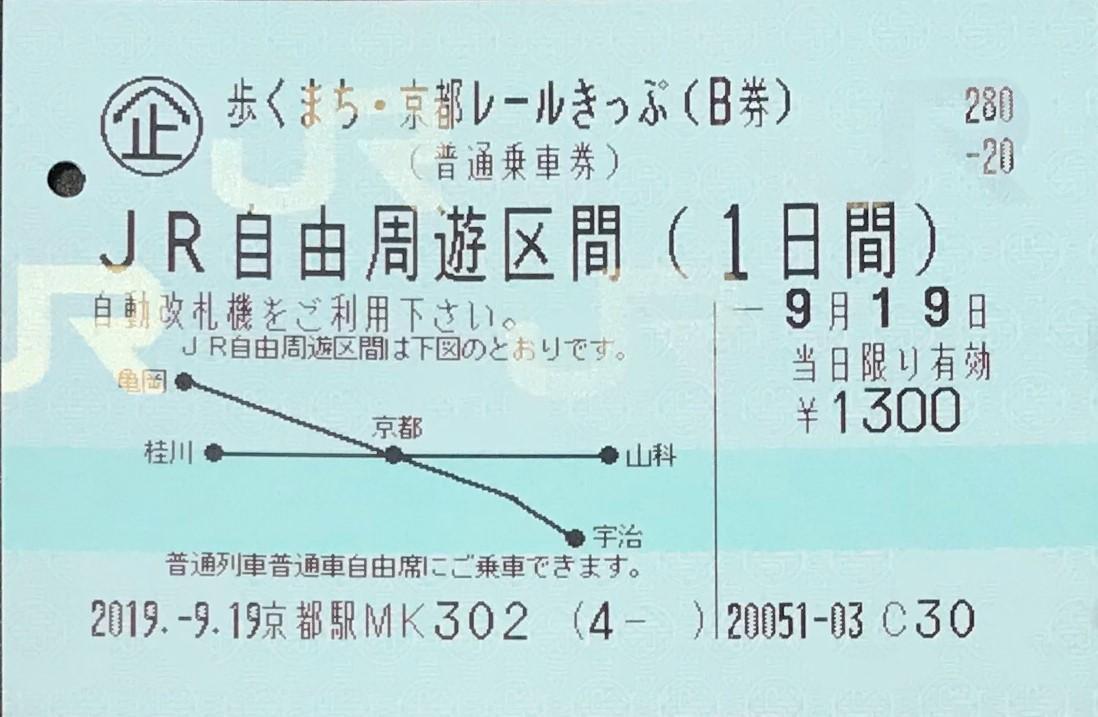 企 歩くまち・京都レールきっぷ(B券) 280
(普通乗車券) -20
JR自由周遊区間(1日間)
自動改札機をご利用下さい。 - 9月19日
JR自由周遊区間は下図のとおりです。 当日限り有効
亀岡
¥1300
京都
桂川 山科
宇治
普通列車普通車自由席にご乗車できます。
2019.-9.19京都駅MK302 (4- ) 20051-03 C30